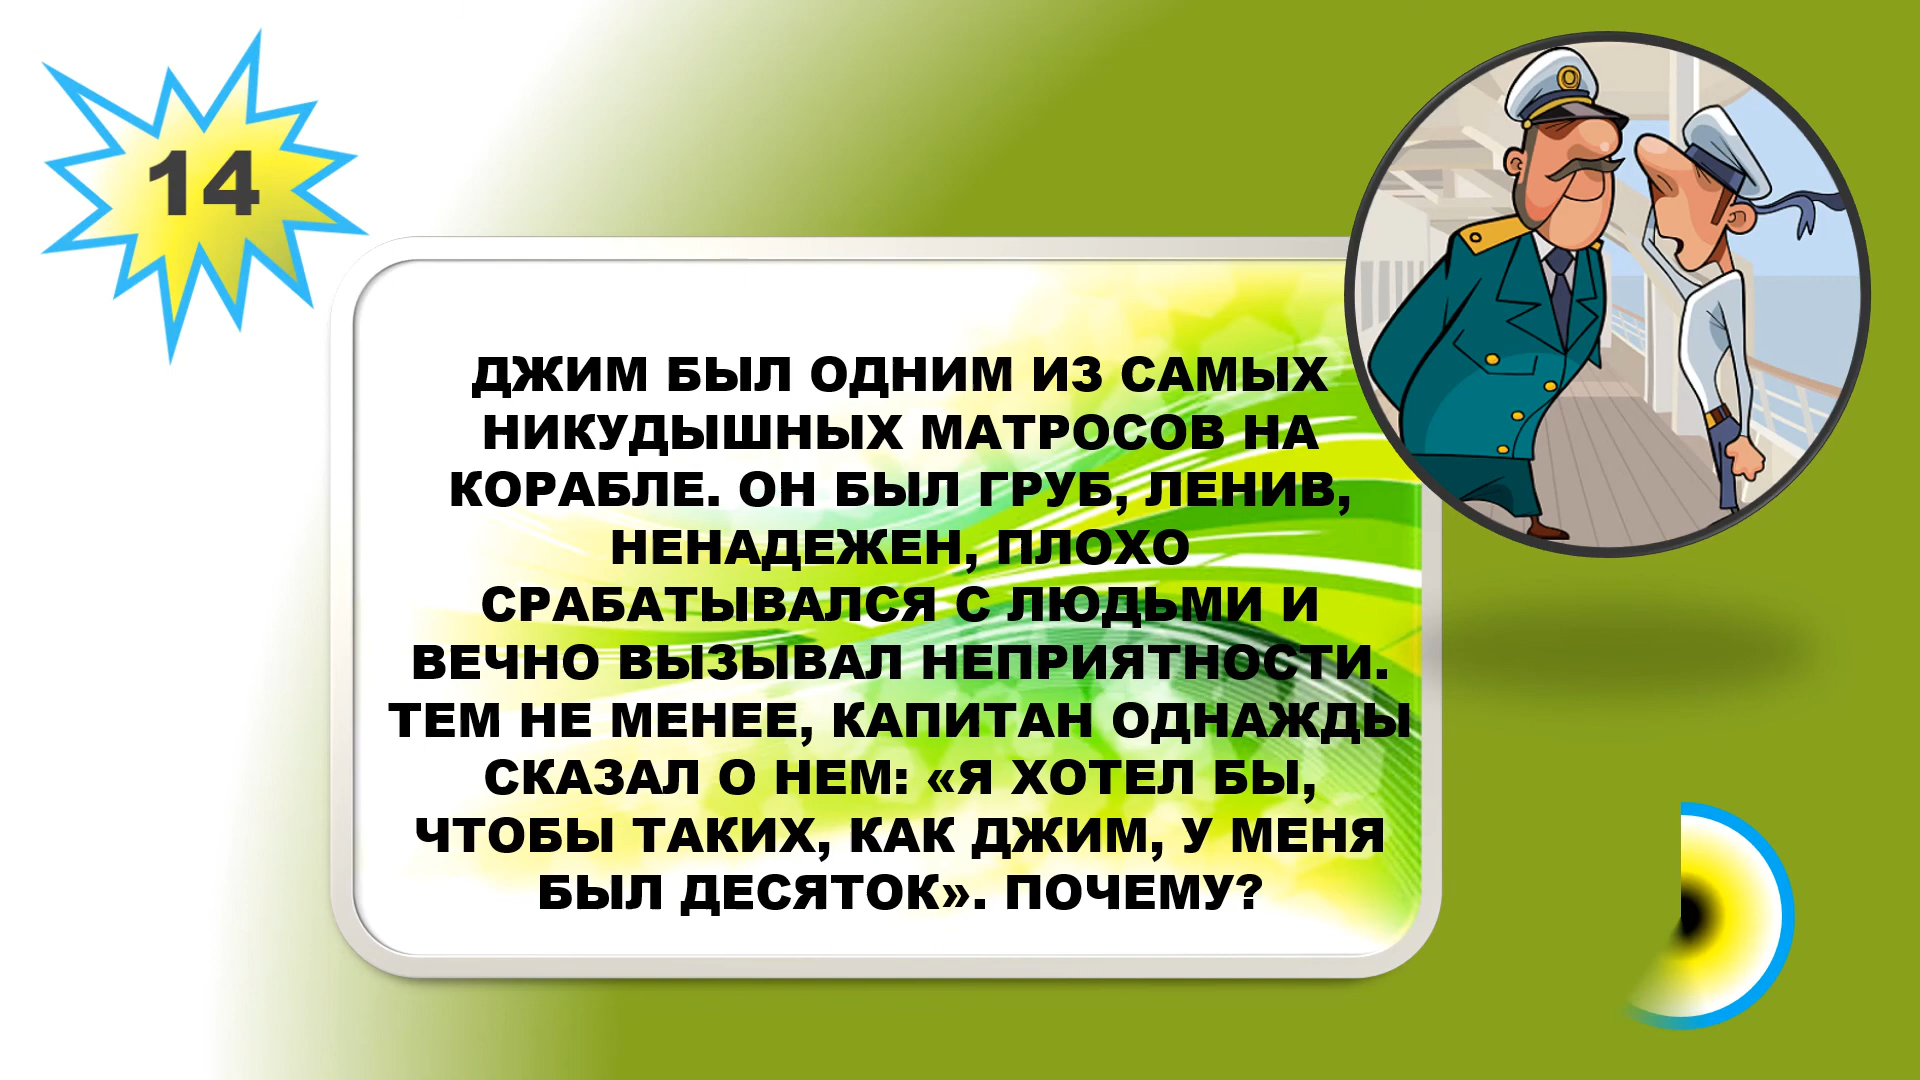 14
ДЖИМ БЫЛ ОДНИМ ИЗ САМЫХ
НИКУДЫШНЫХ МАТРОСОВ НА
КОРАБЛЕ. ОН БЫЛ ГРУБ, ЛЕНИВ,
НЕНАДЕЖЕН, ПЛОХО
СРАБАТЫВАЛСЯ С ЛЮДЬМИ И
ВЕЧНО ВЫЗЫВАЛ НЕПРИЯТНОСТИ.
ТЕМ НЕ МЕНЕЕ, КАПИТАН ОДНАЖДЫ
СКАЗАЛ О НЕМ: «Я ХОТЕЛ БЫ,
ЧТОБЫ ТАКИХ, КАК ДЖИМ, У МЕНЯ
БЫЛ ДЕСЯТОК». ПОЧЕМУ?